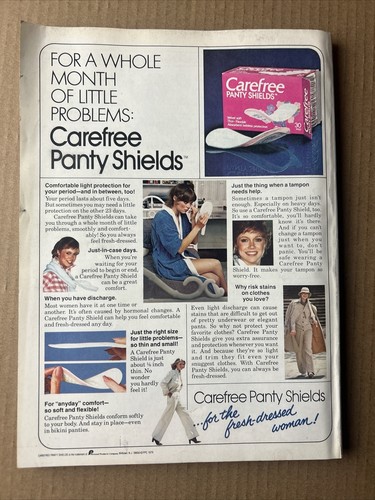 FOR A WHOLE
MONTH
OF LITTLE
PROBLEMS:
Carefree
Panty Shields™
Carefree
PANTY SHIELDS™
30
Comfortable light protection for
your period—and in between, too!
Your period lasts about five days.
But sometimes you may need a little
protection on the other 23 days.
Carefree Panty Shields can take
you through a whole month of little
problems, smoothly and comfort-
ably! So you always
feel fresh-dressed.
Just-in-case days.
When you're
waiting for your
period to begin or end,
a Carefree Panty Shield
can be a great
comfort.
When you have discharge.
Most women have it at one time or
another. It's often caused by hormonal changes. A
Carefree Panty Shield can help you feel comfortable
and fresh-dressed any day.
Just the right size
for little problems—
so thin and small!
A Carefree Panty
Shield is just
about ⅛ inch
thin. No
wonder
you hardly
feel it!
For "anyday" comfort—
so soft and flexible!
Carefree Panty Shields conform softly
to your body. And stay in place—even
in bikini panties.
Just the thing when a tampon
needs help.
Sometimes a tampon just isn't
enough. Especially on heavy days.
So use a Carefree Panty Shield.
It's so comfortable, you'll hardly
know it's there.
And if you can't
change a tampon
just when you
want to, don't
panic. You'll be
safe wearing a
Carefree Panty
Shield. It makes your tampon so
worry-free.
Why risk stains
on clothes
you love?
Even light discharge can cause
stains that are difficult to get out
of pretty underwear or elegant
pants. So why not protect your
favorite clothes? Carefree Panty
Shields give you extra assurance
and protection whenever you want
it. And because they're so light
and trim they fit even your
snuggest clothes. With Carefree
Panty Shields, you can always be
fresh-dressed.
Carefree Panty Shields
...for the
fresh-dressed
woman!